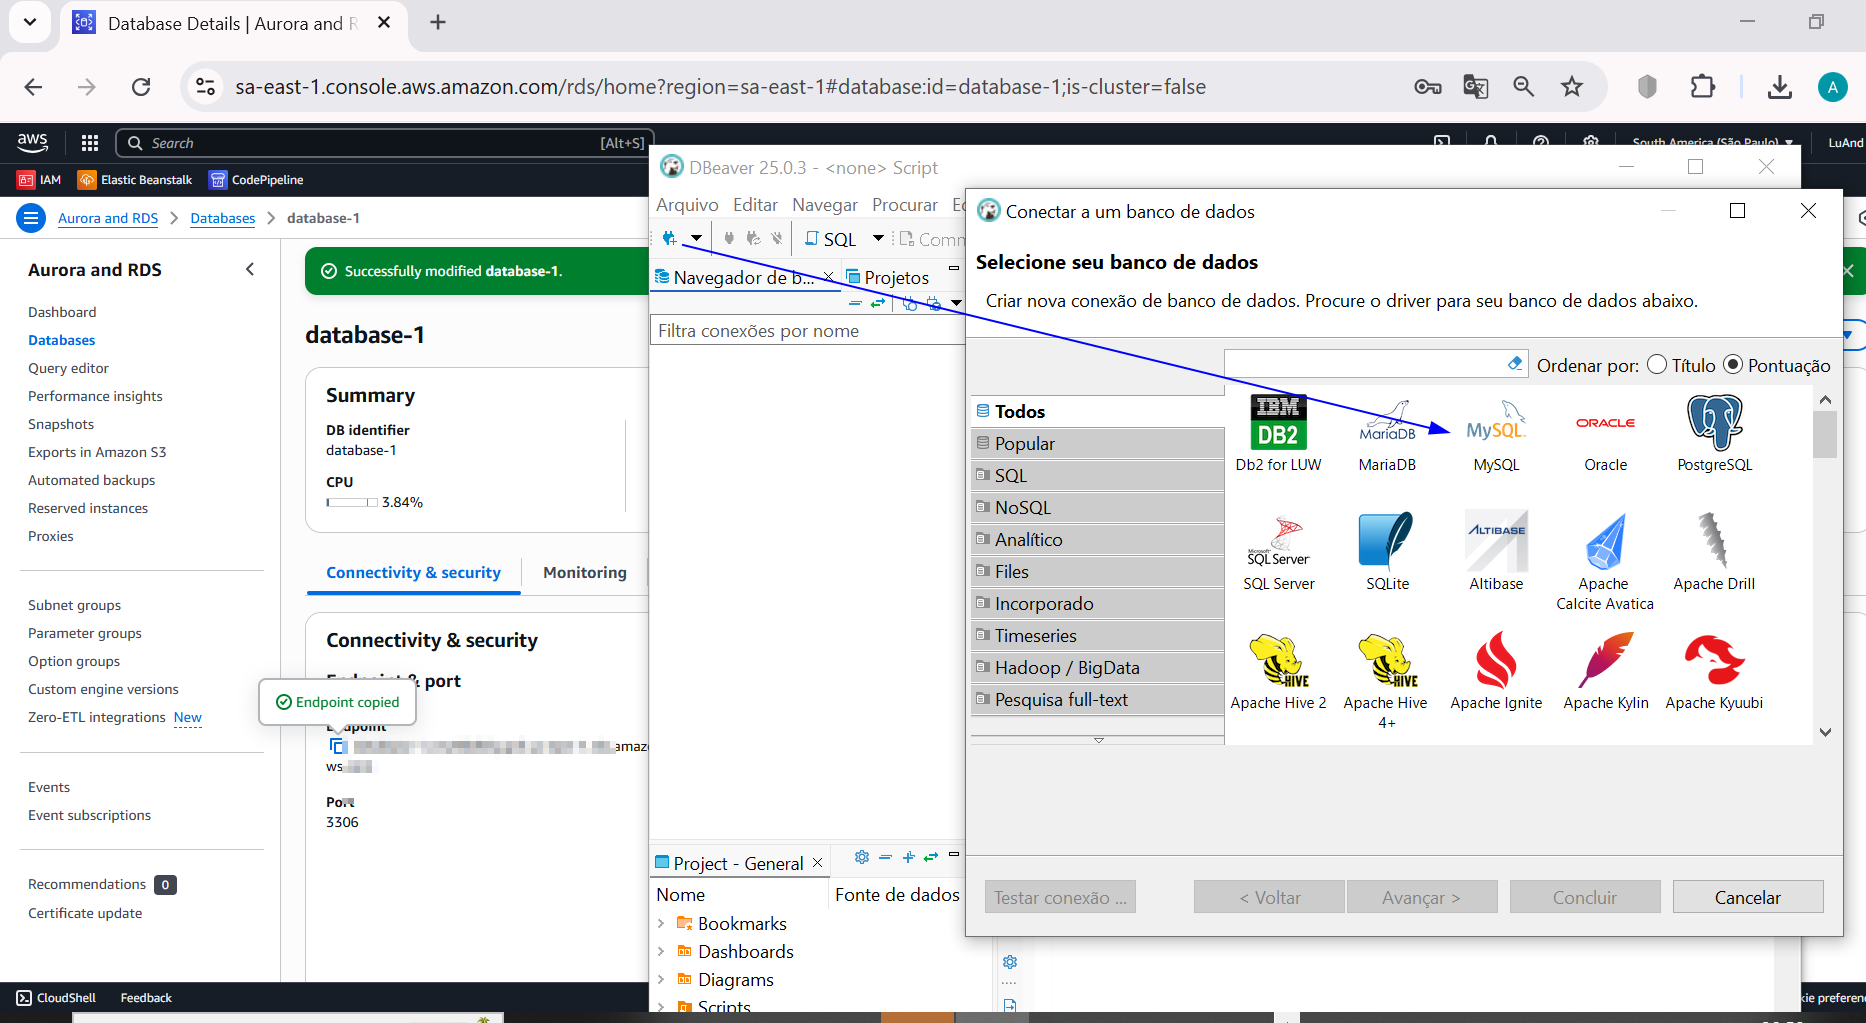 Database Details | Aurora and R
sa-east-1.console.aws.amazon.com/rds/home?region=sa-east-1#database:id=database-1;is-cluster=false
A
aws
Search
[Alt+S]
South America (São Paulo)
LuAnd
IAM
Elastic Beanstalk
CodePipeline
Aurora and RDS
Databases
database-1
Aurora and RDS
Dashboard
Databases
Query editor
Performance insights
Snapshots
Exports in Amazon S3
Automated backups
Reserved instances
Proxies
Subnet groups
Parameter groups
Option groups
Custom engine versions
Zero-ETL integrations New
Events
Event subscriptions
Recommendations 0
Certificate update
Successfully modified database-1.
database-1
Summary
DB identifier
database-1
CPU
3.84%
Connectivity & security
Monitoring
Connectivity & security
Endpoint & port
Endpoint copied
Endpoint
.amaz
ws
Port
3306
CloudShell
Feedback
kie preferen
DBeaver 25.0.3 - <none> Script
Arquivo Editar Navegar Procurar
SQL
Comm
Navegador de b...
Projetos
Filtra conexões por nome
Project - General
Nome
Fonte de dados
Bookmarks
Dashboards
Diagrams
Scripts
Conectar a um banco de dados
Selecione seu banco de dados
Criar nova conexão de banco de dados. Procure o driver para seu banco de dados abaixo.
Ordenar por: Título Pontuação
Todos
Popular
SQL
NoSQL
Analítico
Files
Incorporado
Timeseries
Hadoop / BigData
Pesquisa full-text
IBM
DB2
MariaDB
MySQL
ORACLE
Db2 for LUW
MariaDB
MySQL
Oracle
PostgreSQL
Microsoft
SQL Server
ALTIBASE
SQL Server
SQLite
Altibase
Apache
Calcite Avatica
Apache Drill
HIVE
HIVE
Apache Hive 2
Apache Hive
4+
Apache Ignite
Apache Kylin
Apache Kyuubi
Testar conexão ...
< Voltar
Avançar >
Concluir
Cancelar